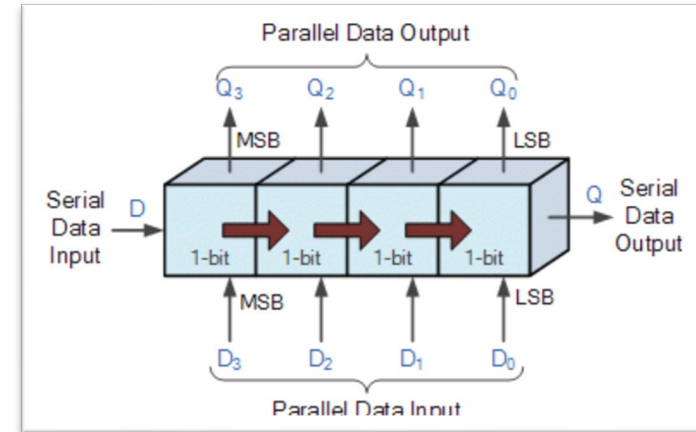 Parallel Data Output
Q₃ Q₂ Q₁ Q₀
MSB LSB
Serial Data Input
D
1-bit 1-bit 1-bit 1-bit
Q
Serial Data Output
MSB LSB
D₃ D₂ D₁ D₀
Parallel Data Input